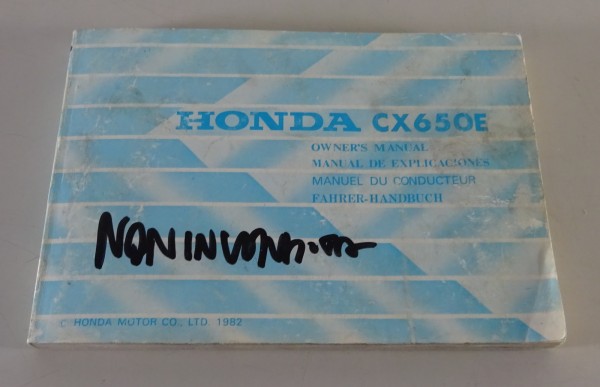 HONDA CX650E
OWNER'S MANUAL
MANUAL DE EXPLICACIONES
MANUEL DU CONDUCTEUR
FAHRER-HANDBUCH
© HONDA MOTOR CO., LTD. 1982